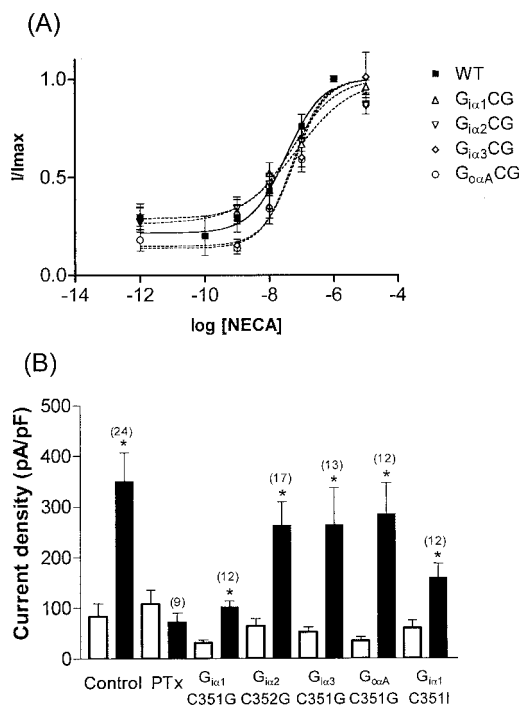 (A)
1.0
0.5
0.0
I/Imax
-14
-12
-10
-8
-6
-4
log [NECA]
WT
Giα1CG
Giα2CG
Giα3CG
GoαACG
(B)
500
400
300
200
100
0
Current density (pA/pF)
(24)
*
(9)
(12)
*
(17)
*
(13)
*
(12)
*
(12)
*
Control
PTx
Giα1
C351G
Giα2
C352G
Giα3
C351G
GoαA
C351G
Giα1
C351I